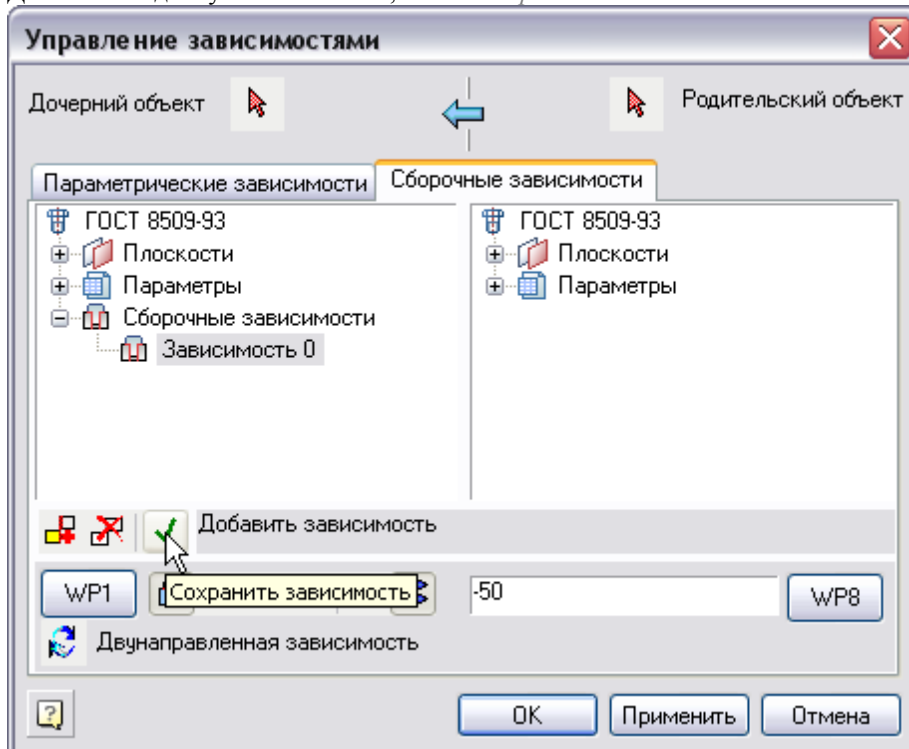 Управление зависимостями
Дочерний объект
Родительский объект
Параметрические зависимости
Сборочные зависимости
ГОСТ 8509-93
Плоскости
Параметры
Сборочные зависимости
Зависимость 0
ГОСТ 8509-93
Плоскости
Параметры
Добавить зависимость
WP1
Сохранить зависимость
-50
WP8
Двунаправленная зависимость
?
OK
Применить
Отмена